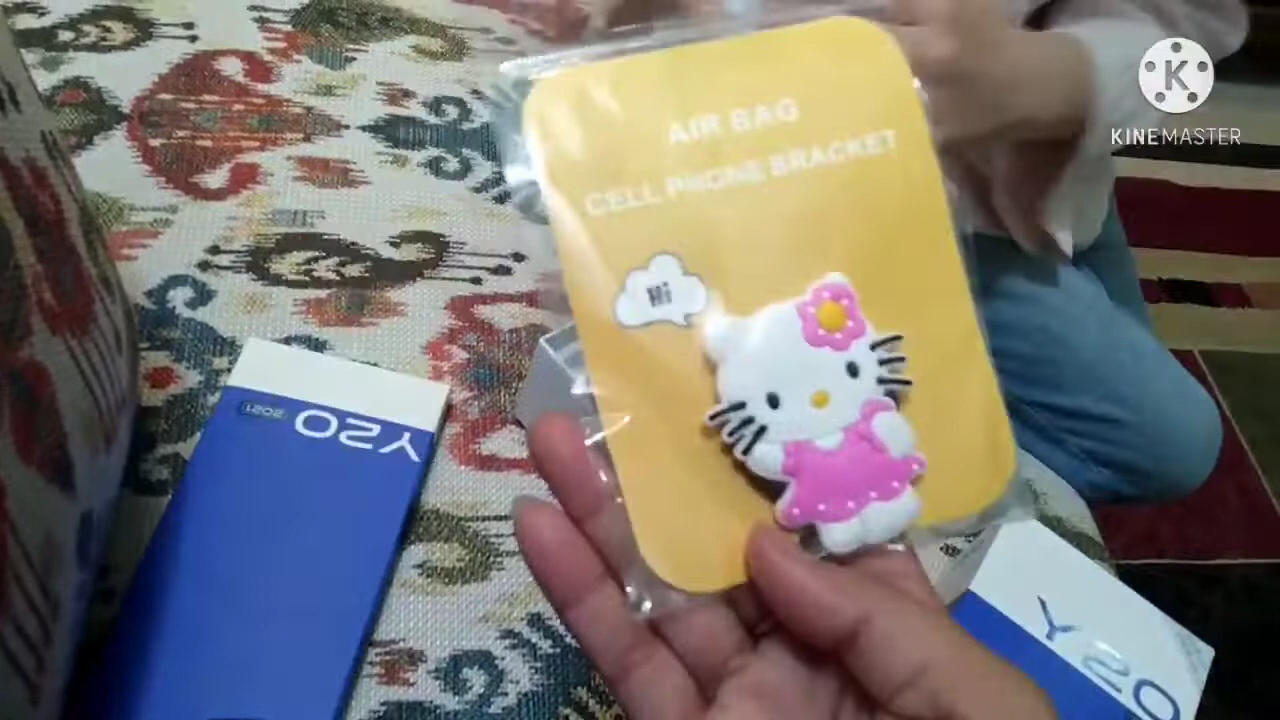 K
KINEMASTER
AIR BAG
CELL PHONE BRACKET
Hi
Y20
2021
Y20